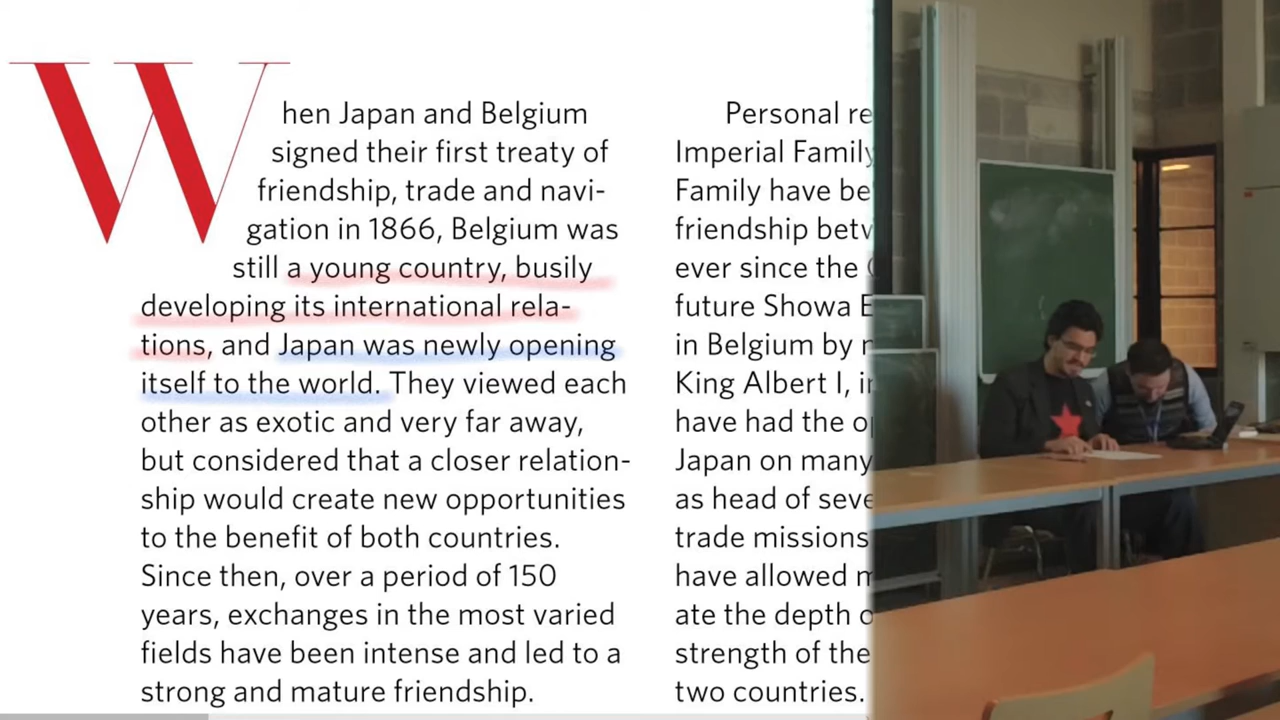 When Japan and Belgium
signed their first treaty of
friendship, trade and navi-
gation in 1866, Belgium was
still a young country, busily
developing its international rela-
tions, and Japan was newly opening
itself to the world. They viewed each
other as exotic and very far away,
but considered that a closer relation-
ship would create new opportunities
to the benefit of both countries.
Since then, over a period of 150
years, exchanges in the most varied
fields have been intense and led to a
strong and mature friendship.
Personal
Imperial Family
Family have
friendship
ever since the
future Showa
in Belgium by
King Albert I,
have had the
Japan on many
as head of
trade missions
have allowed
ate the depth
strength of the
two countries.